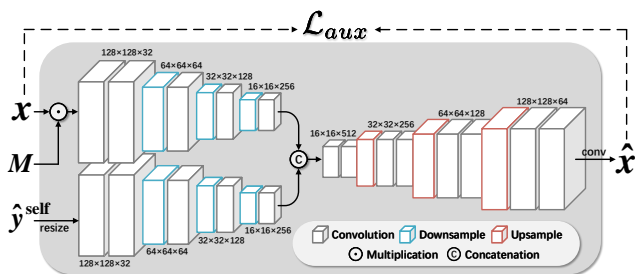 𝓛aux
128×128×32
64×64×64
32×32×128
16×16×256
x
M
ŷ self
resize
128×128×32
64×64×64
32×32×128
16×16×256
C
16×16×512
32×32×256
64×64×128
128×128×64
conv
x̂
Convolution Downsample Upsample
Multiplication C Concatenation